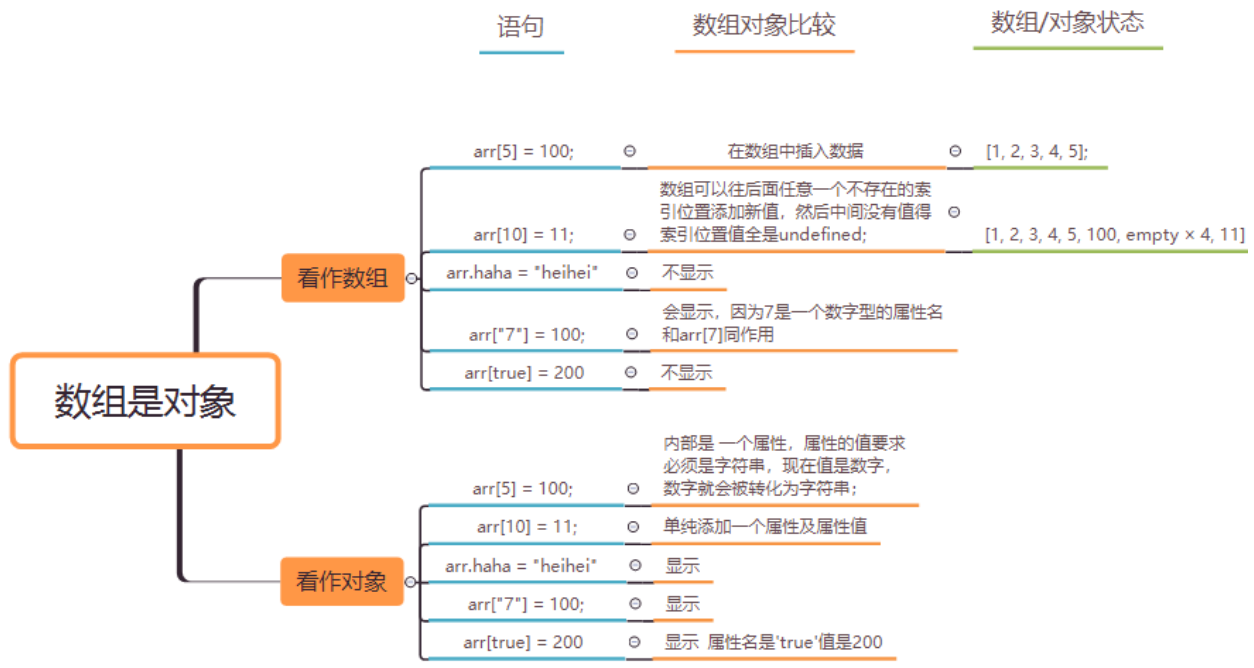 语句
数组对象比较
数组/对象状态
arr[5] = 100;
在数组中插入数据
[1, 2, 3, 4, 5];
数组可以往后面任意一个不存在的索
引位置添加新值，然后中间没有值得
索引位置值全是undefined;
arr[10] = 11;
[1, 2, 3, 4, 5, 100, empty × 4, 11]
看作数组
arr.haha = "heihei"
不显示
会显示，因为7是一个数字型的属性名
和arr[7]同作用
arr["7"] = 100;
arr[true] = 200
不显示
数组是对象
内部是 一个属性，属性的值要求
必须是字符串，现在值是数字，
数字就会被转化为字符串；
arr[5] = 100;
arr[10] = 11;
单纯添加一个属性及属性值
看作对象
arr.haha = "heihei"
显示
arr["7"] = 100;
显示
arr[true] = 200
显示 属性名是'true'值是200